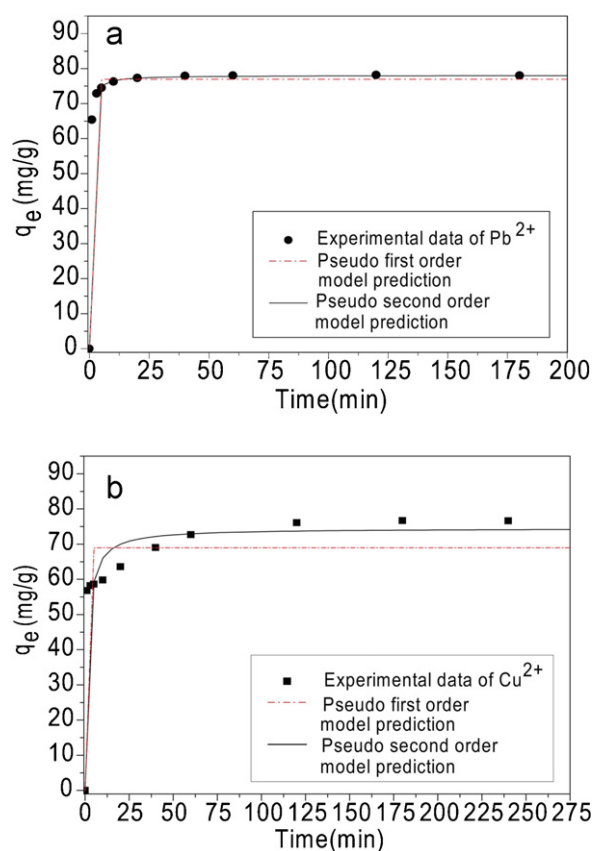 a
90
80
70
60
50
40
30
20
10
0
q e (mg/g)
Experimental data of Pb 2+
Pseudo first order
model prediction
Pseudo second order
model prediction
0 25 50 75 100 125 150 175 200
Time(min)
b
90
80
70
60
50
40
30
20
10
0
q e (mg/g)
Experimental data of Cu2+
Pseudo first order
model prediction
Pseudo second order
model prediction
0 25 50 75 100 125 150 175 200 225 250 275
Time(min)